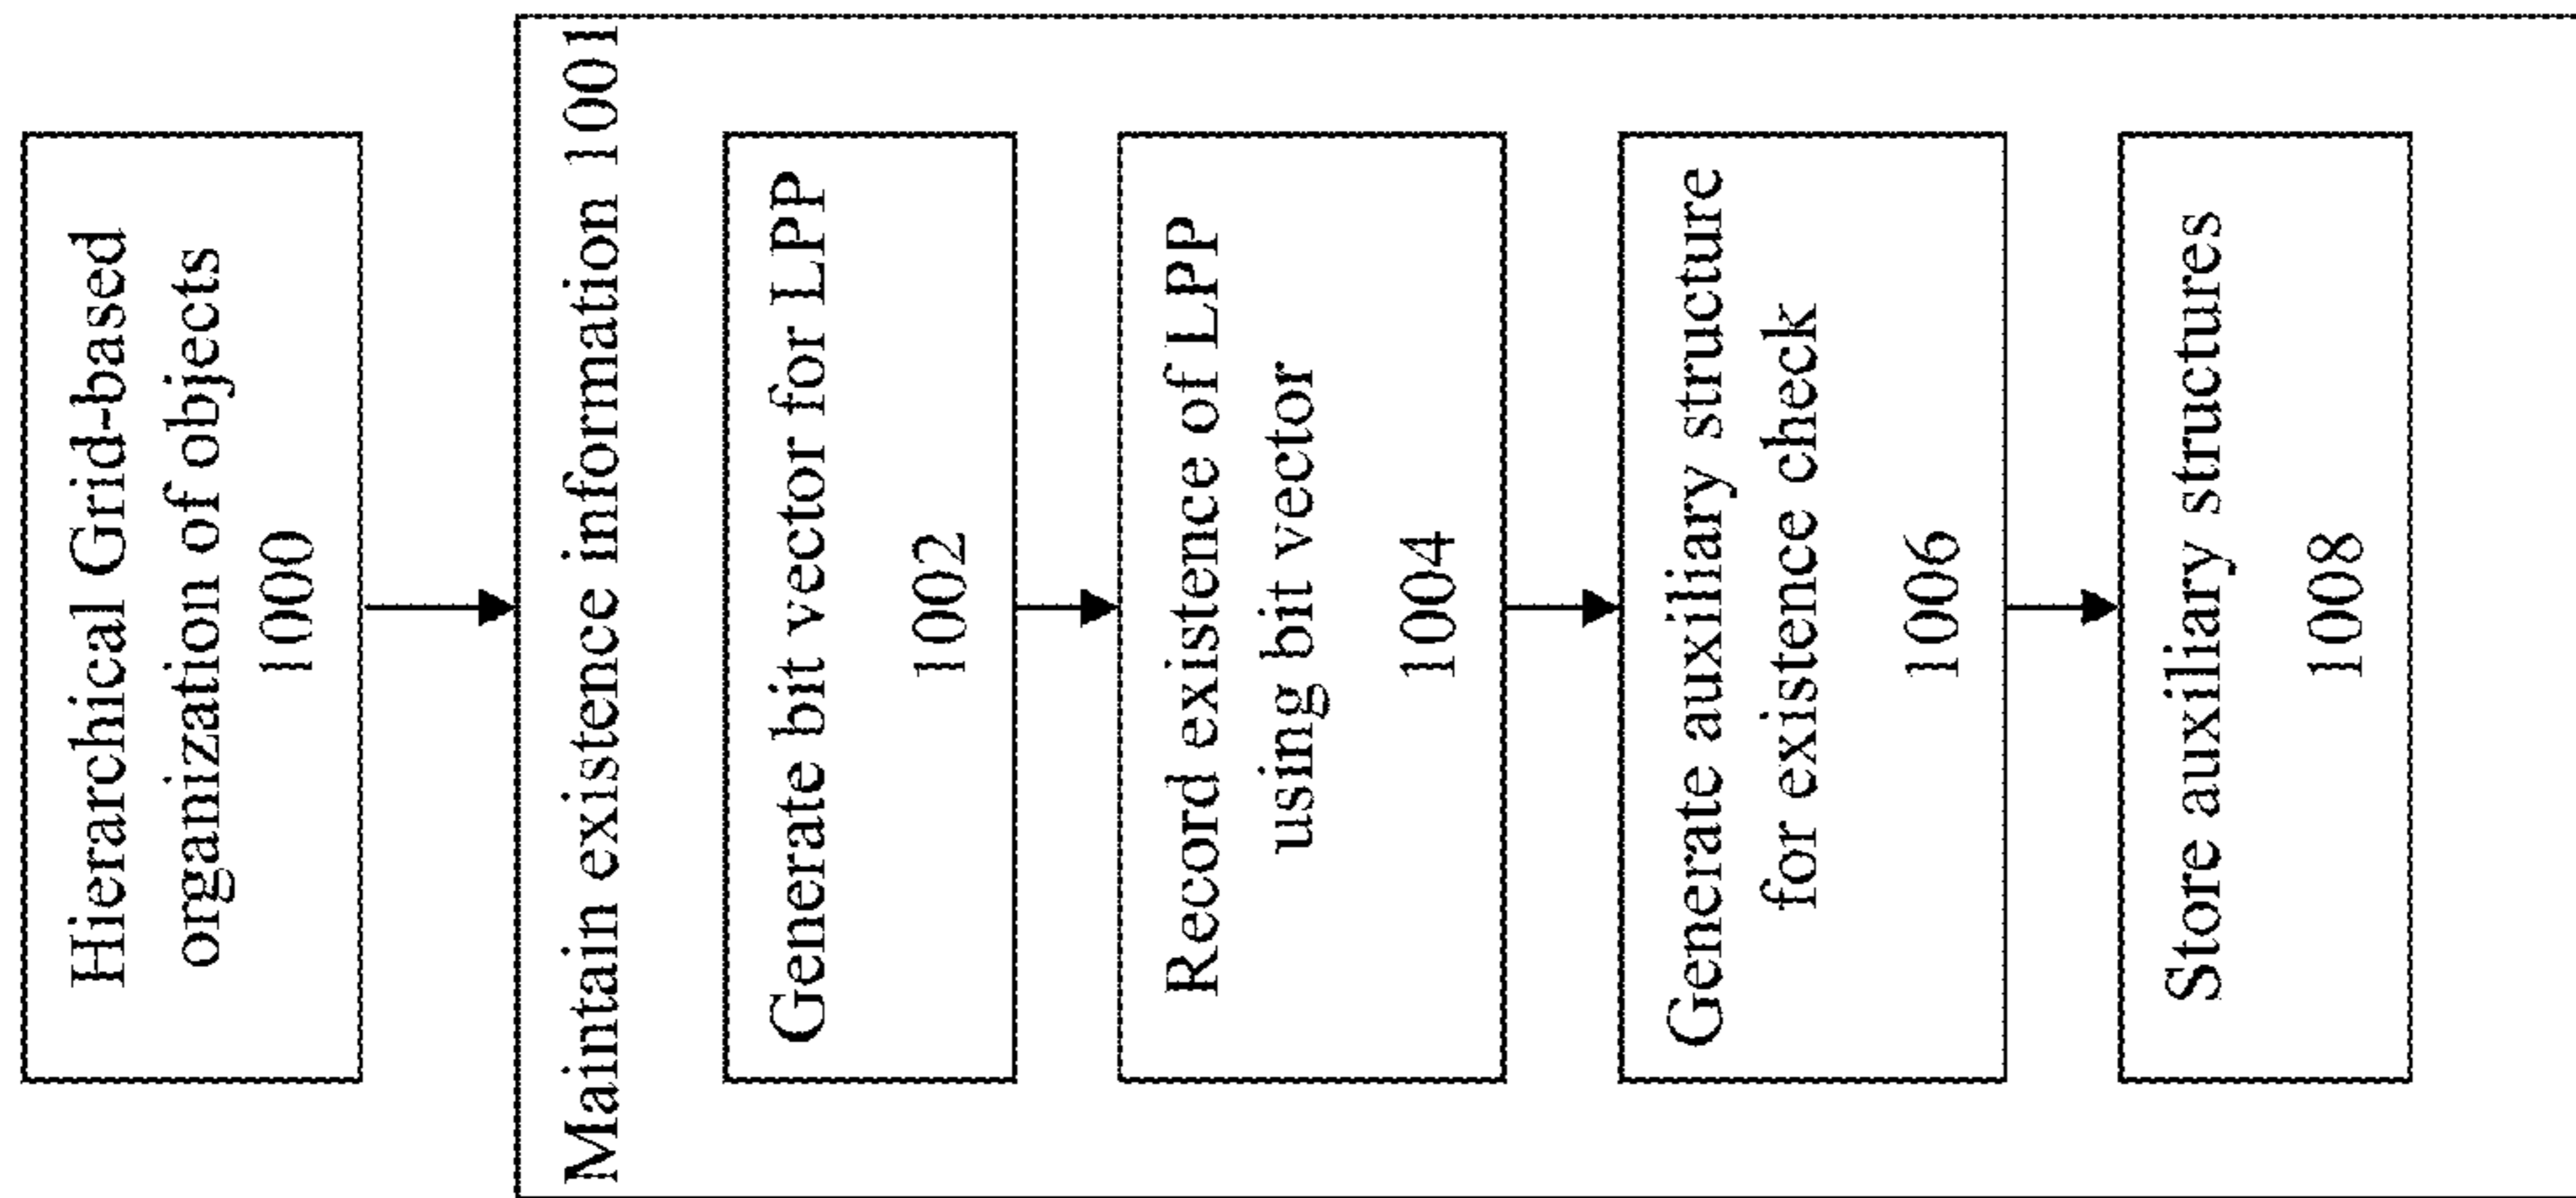 Hierarchical Grid-based
organization of objects
1000
Maintain existence information 1001
Generate bit vector for LPP
1002
Record existence of LPP
using bit vector
1004
Generate auxiliary structure
for existence check
1006
Store auxiliary structures
1008